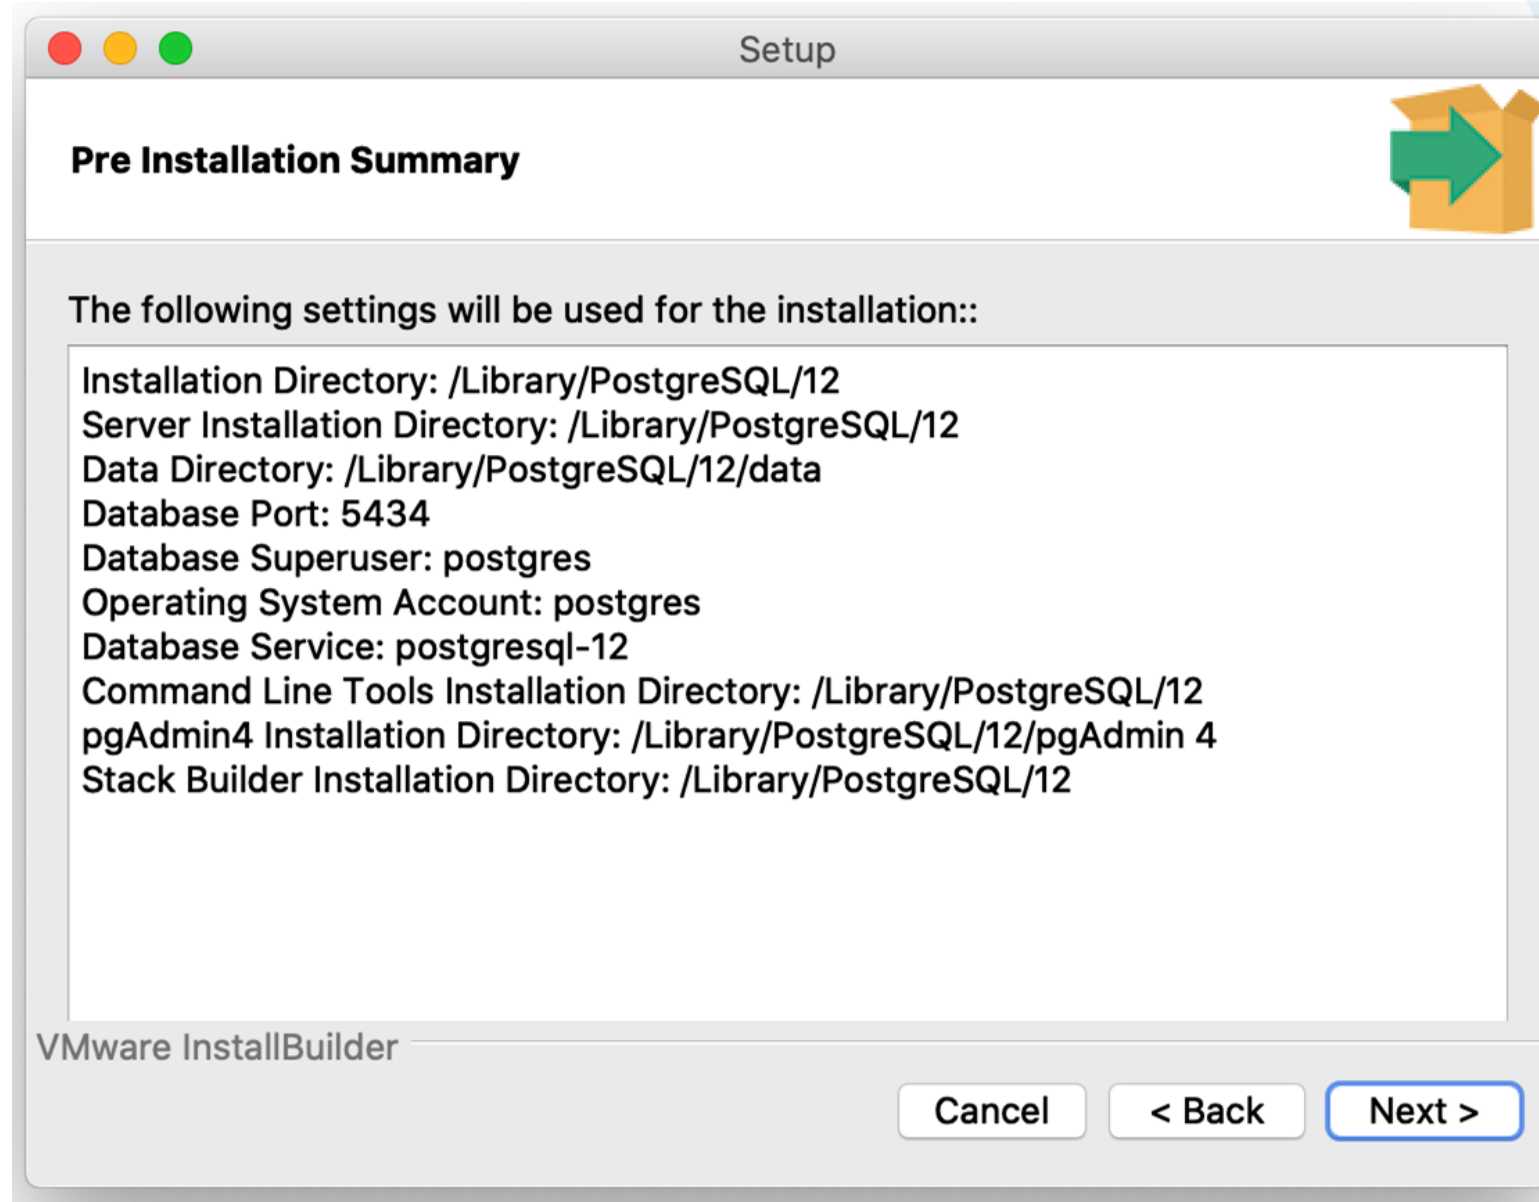 Setup
Pre Installation Summary
The following settings will be used for the installation::
Installation Directory: /Library/PostgreSQL/12
Server Installation Directory: /Library/PostgreSQL/12
Data Directory: /Library/PostgreSQL/12/data
Database Port: 5434
Database Superuser: postgres
Operating System Account: postgres
Database Service: postgresql-12
Command Line Tools Installation Directory: /Library/PostgreSQL/12
pgAdmin4 Installation Directory: /Library/PostgreSQL/12/pgAdmin 4
Stack Builder Installation Directory: /Library/PostgreSQL/12
VMware InstallBuilder
Cancel < Back Next >